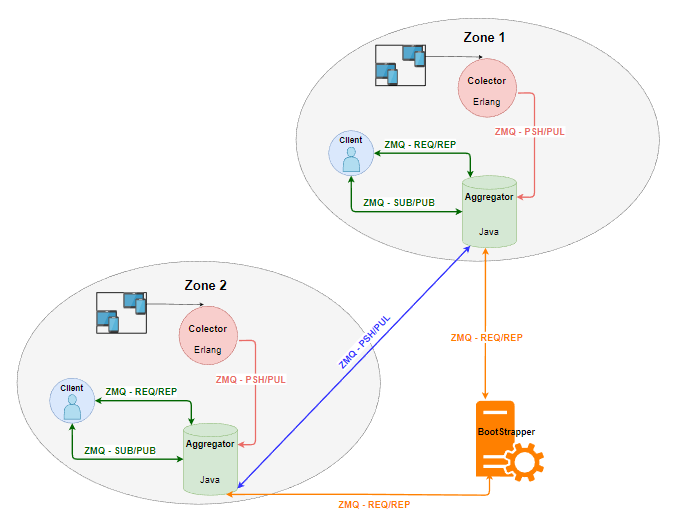 Zone 1
Colector
Erlang
ZMQ - PSH/PUL
Client
ZMQ - REQ/REP
ZMQ - SUB/PUB
Aggregator
Java
Zone 2
Colector
Erlang
ZMQ - PSH/PUL
ZMQ - PSH/PUL
ZMQ - REQ/REP
Client
ZMQ - REQ/REP
ZMQ - SUB/PUB
Aggregator
Java
BootStrapper
ZMQ - REQ/REP